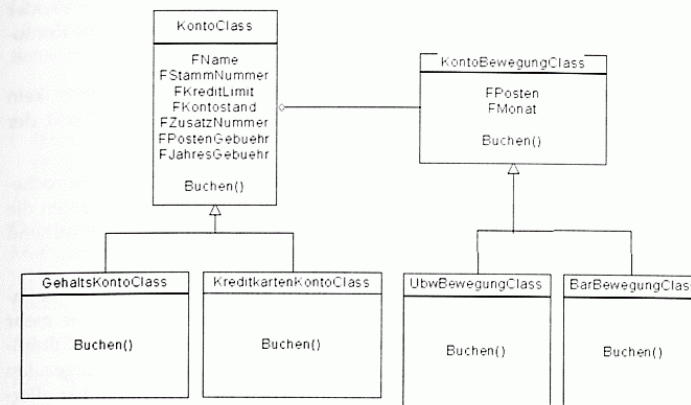 KontoClass
FName
FStammNummer
FKreditLimit
FKontostand
FZusatzNummer
FPostenGebuehr
FJahresGebuehr
Buchen()
KontoBewegungClass
FPosten
FMonat
Buchen()
GehaltsKontoClass
Buchen()
KreditkartenKontoClass
Buchen()
UbwBewegungClass
Buchen()
BarBewegungClass
Buchen()